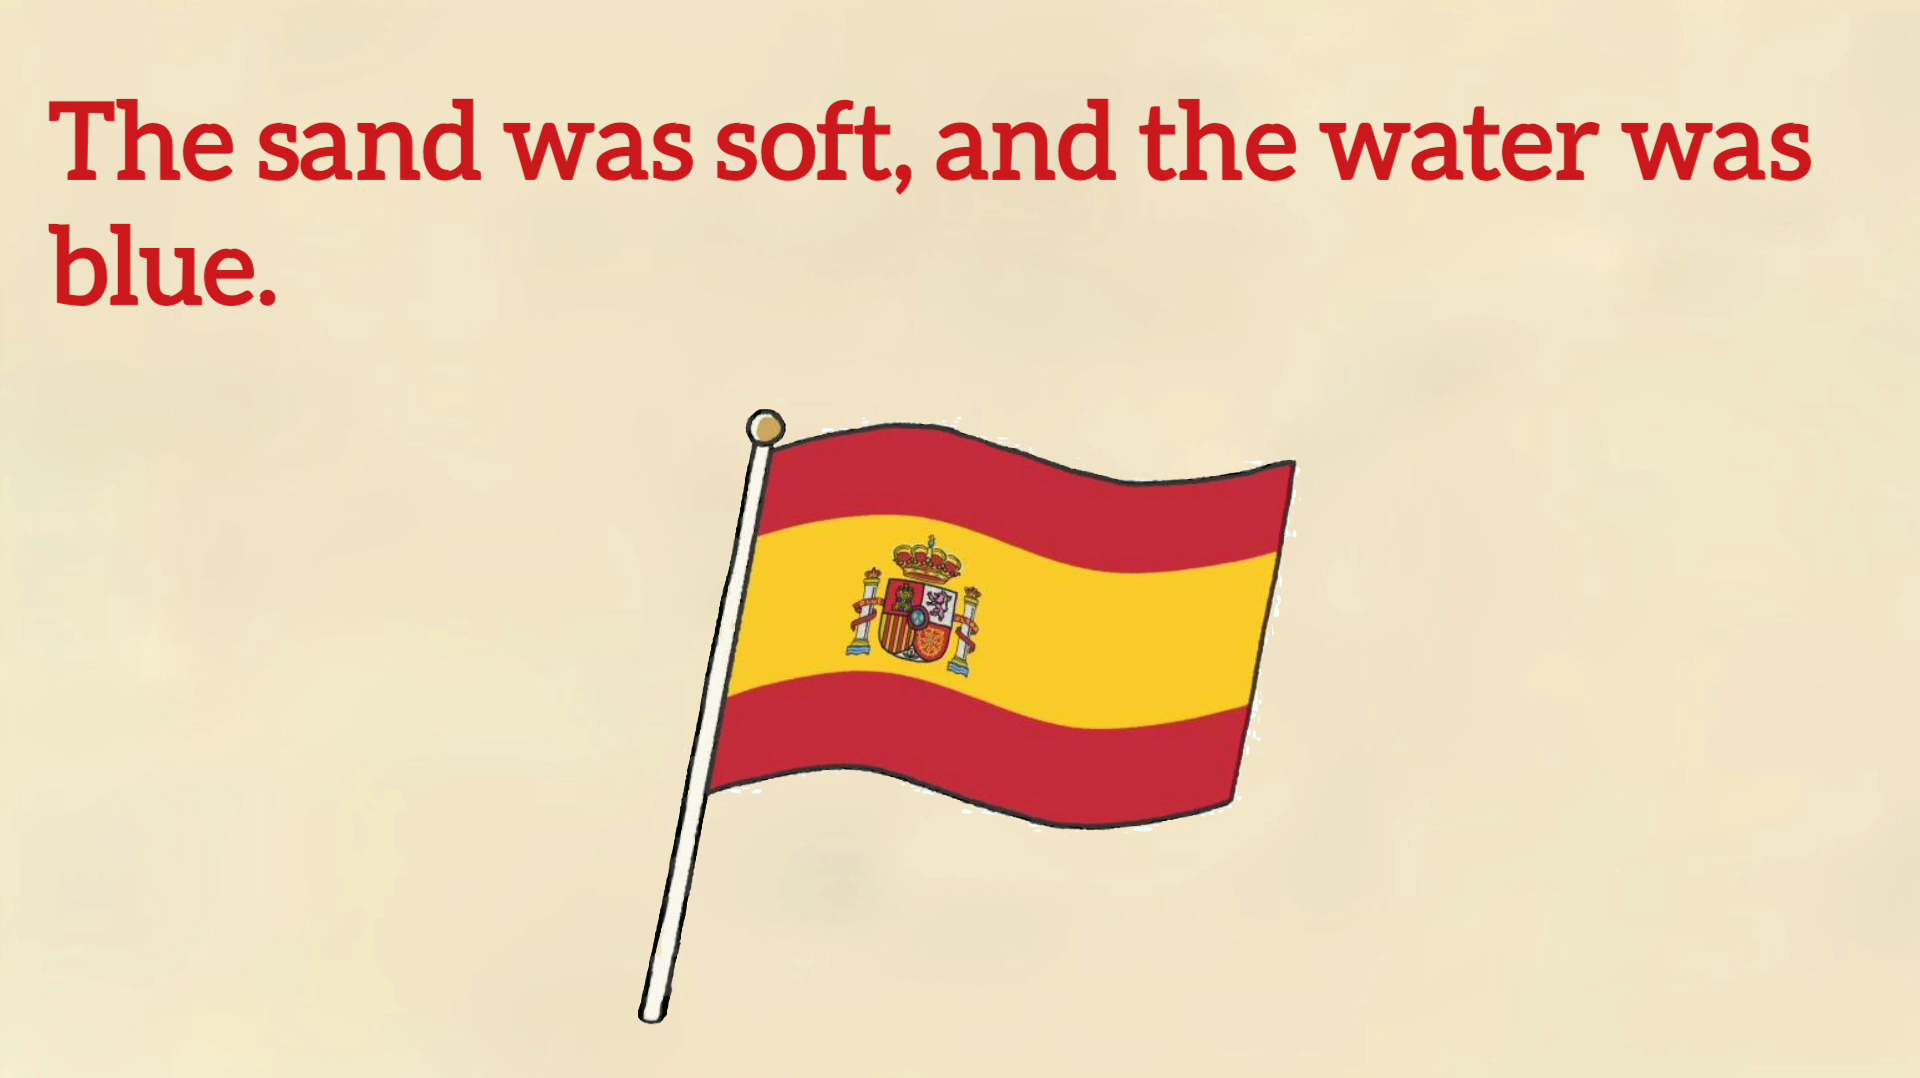 The sand was soft, and the water was
blue.